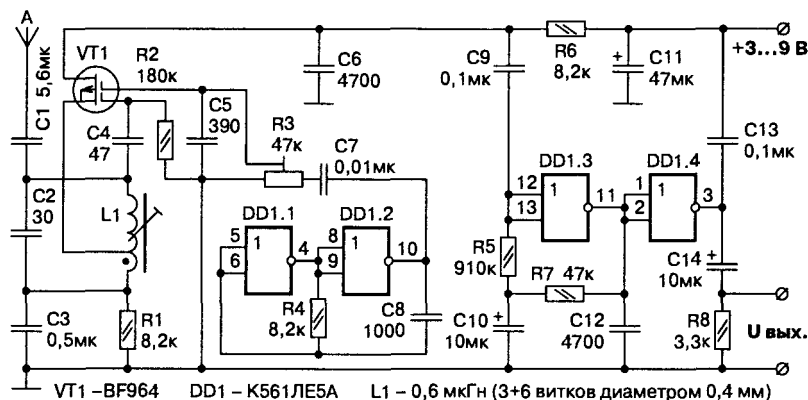 A
C1 5,6мк
VT1
R2
180к
C4
47
C5
390
C6
4700
R3
47к
C7
0,01мк
C9
0,1мк
R6
8,2к
C11
47мк
+
+3...9 В
C13
0,1мк
C2
30
L1
C3
0,5мк
R1
8,2к
DD1.1
5
6
1
4
R4
8,2к
DD1.2
8
9
1
10
C8
1000
R5
910к
C10
10мк
+
DD1.3
12
13
1
11
R7 47к
C12
4700
DD1.4
1
2
1
3
C14
10мк
+
R8
3,3к
U вых.
VT1 –BF964 DD1 – К561ЛЕ5А L1 – 0,6 мкГн (3+6 витков диаметром 0,4 мм)